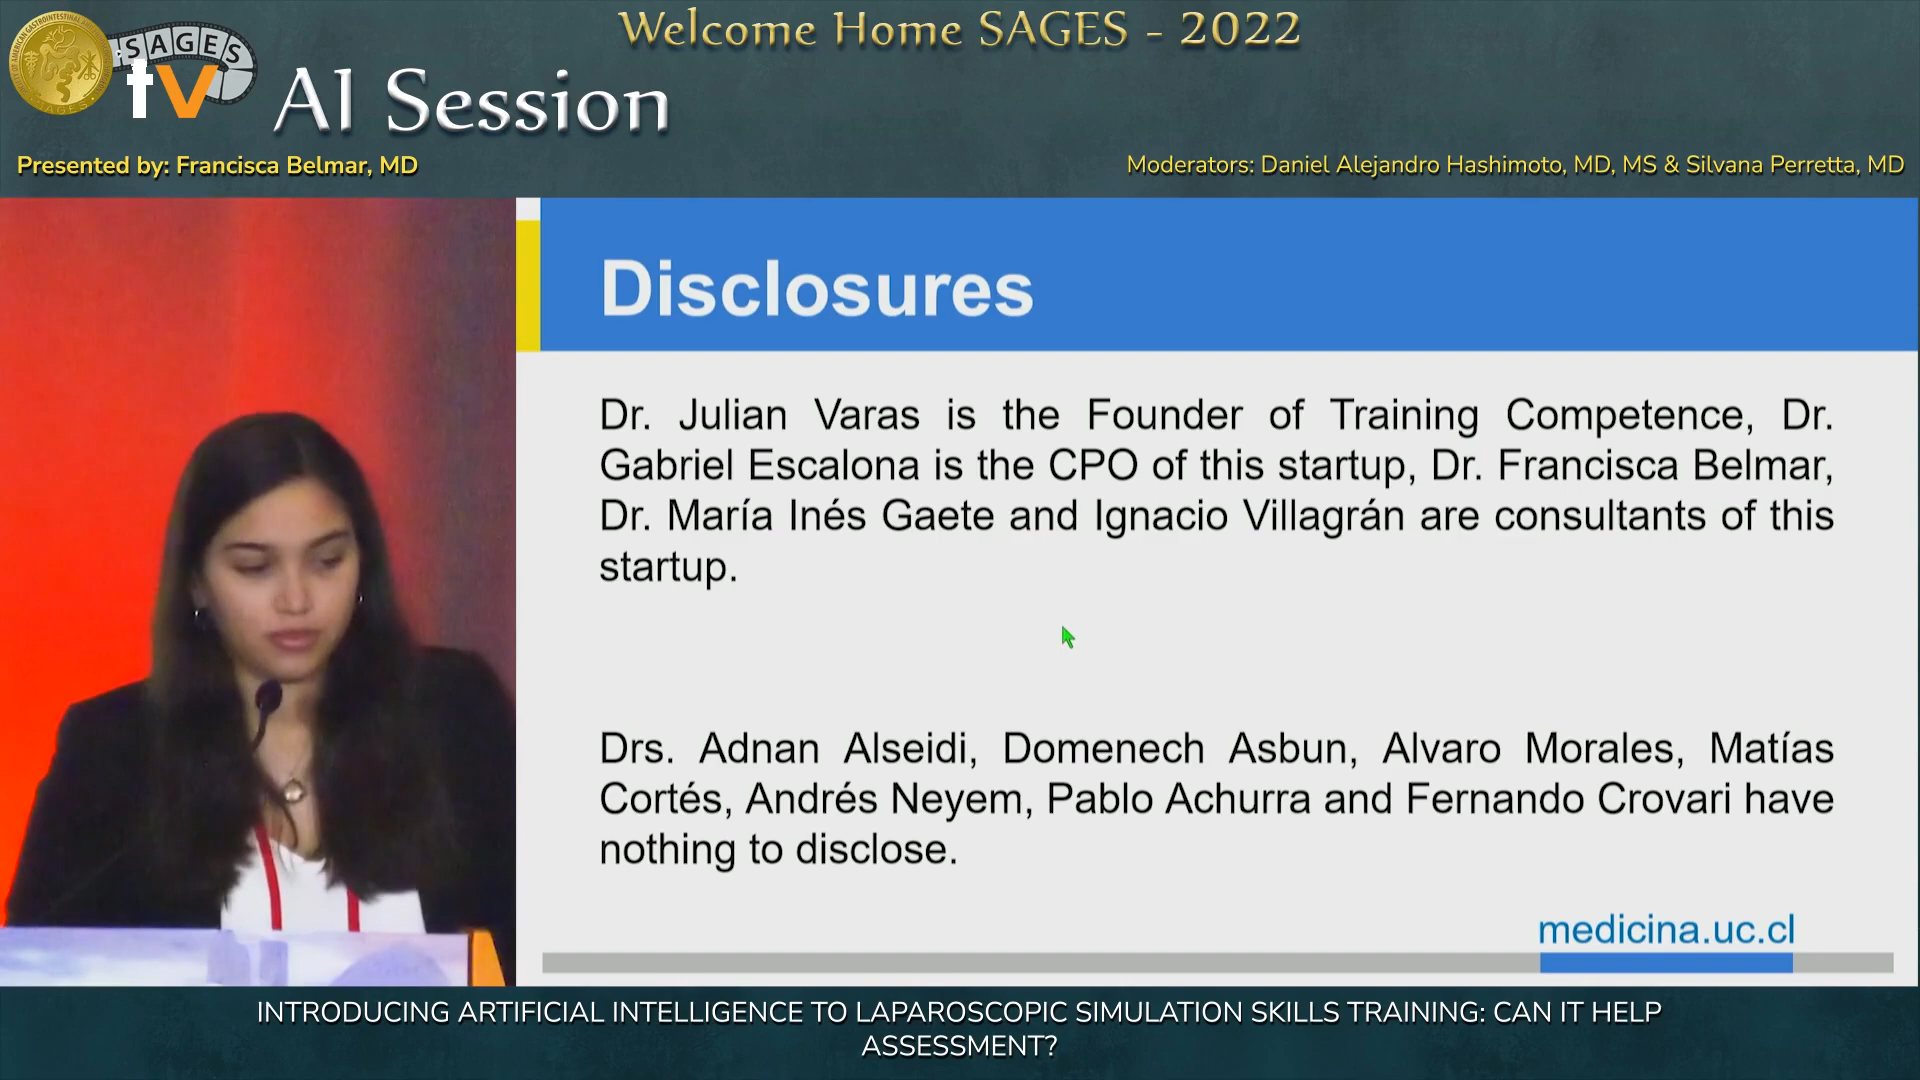 Welcome Home SAGES - 2022
SAGES
tv
AI Session
Presented by: Francisca Belmar, MD
Moderators: Daniel Alejandro Hashimoto, MD, MS & Silvana Perretta, MD
Disclosures
Dr. Julian Varas is the Founder of Training Competence, Dr.
Gabriel Escalona is the CPO of this startup, Dr. Francisca Belmar,
Dr. María Inés Gaete and Ignacio Villagrán are consultants of this
startup.
Drs. Adnan Alseidi, Domenech Asbun, Alvaro Morales, Matías
Cortés, Andrés Neyem, Pablo Achurra and Fernando Crovari have
nothing to disclose.
medicina.uc.cl
INTRODUCING ARTIFICIAL INTELLIGENCE TO LAPAROSCOPIC SIMULATION SKILLS TRAINING: CAN IT HELP
ASSESSMENT?